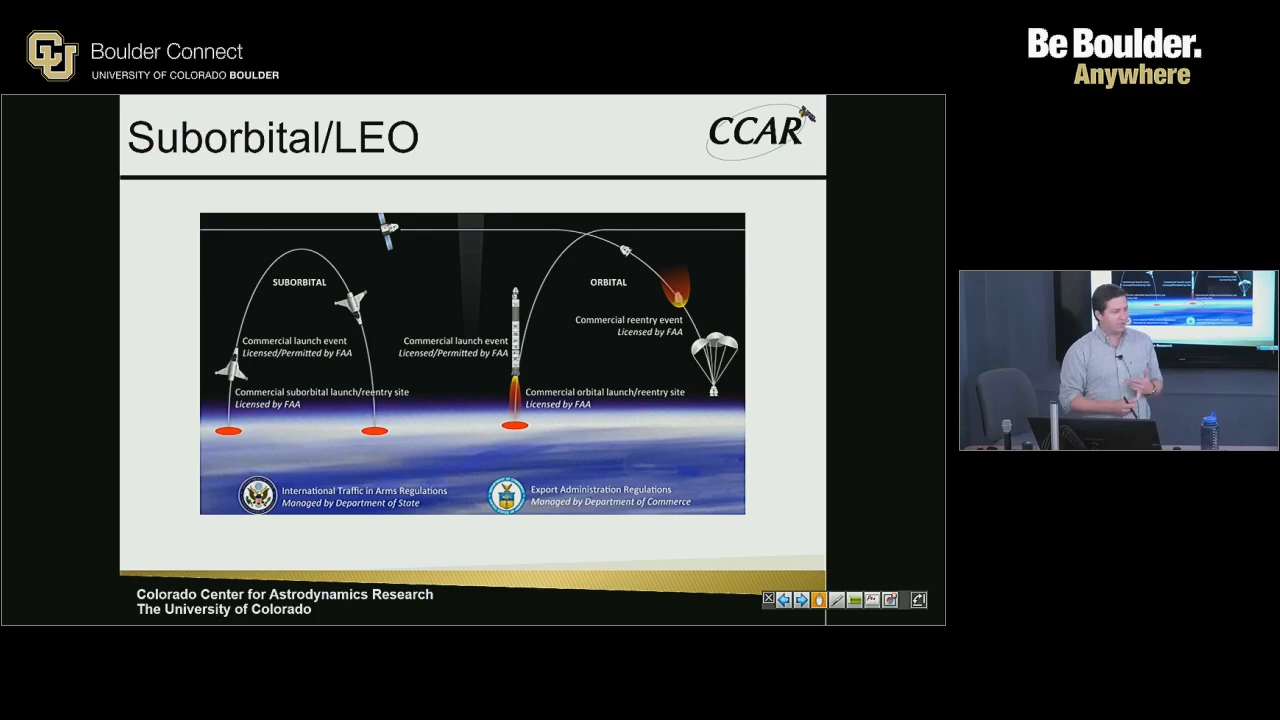 CU
Boulder Connect
UNIVERSITY OF COLORADO BOULDER
Be Boulder.
Anywhere
Suborbital/LEO
CCAR
SUBORBITAL
ORBITAL
Commercial reentry event
Licensed by FAA
Commercial launch event
Licensed/Permitted by FAA
Commercial launch event
Licensed/Permitted by FAA
Commercial suborbital launch/reentry site
Licensed by FAA
Commercial orbital launch/reentry site
Licensed by FAA
International Traffic in Arms Regulations
Managed by Department of State
Export Administration Regulations
Managed by Department of Commerce
Colorado Center for Astrodynamics Research
The University of Colorado